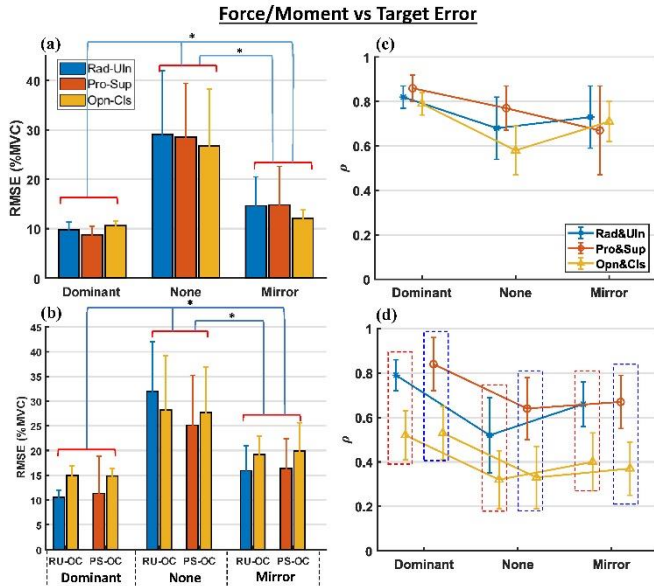 Force/Moment vs Target Error
(a)
*
*
Rad-Uln
Pro-Sup
Opn-Cls
RMSE (%MVC)
40
30
20
10
0
Dominant
None
Mirror
(c)
1
0.8
0.6
0.4
0.2
0
ρ
Rad&Uln
Pro&Sup
Opn&Cls
Dominant
None
Mirror
(b)
*
*
RMSE (%MVC)
45
40
35
30
25
20
15
10
5
0
RU-OC PS-OC RU-OC PS-OC RU-OC PS-OC
Dominant
None
Mirror
(d)
1
0.8
0.6
0.4
0.2
0
ρ
Dominant
None
Mirror